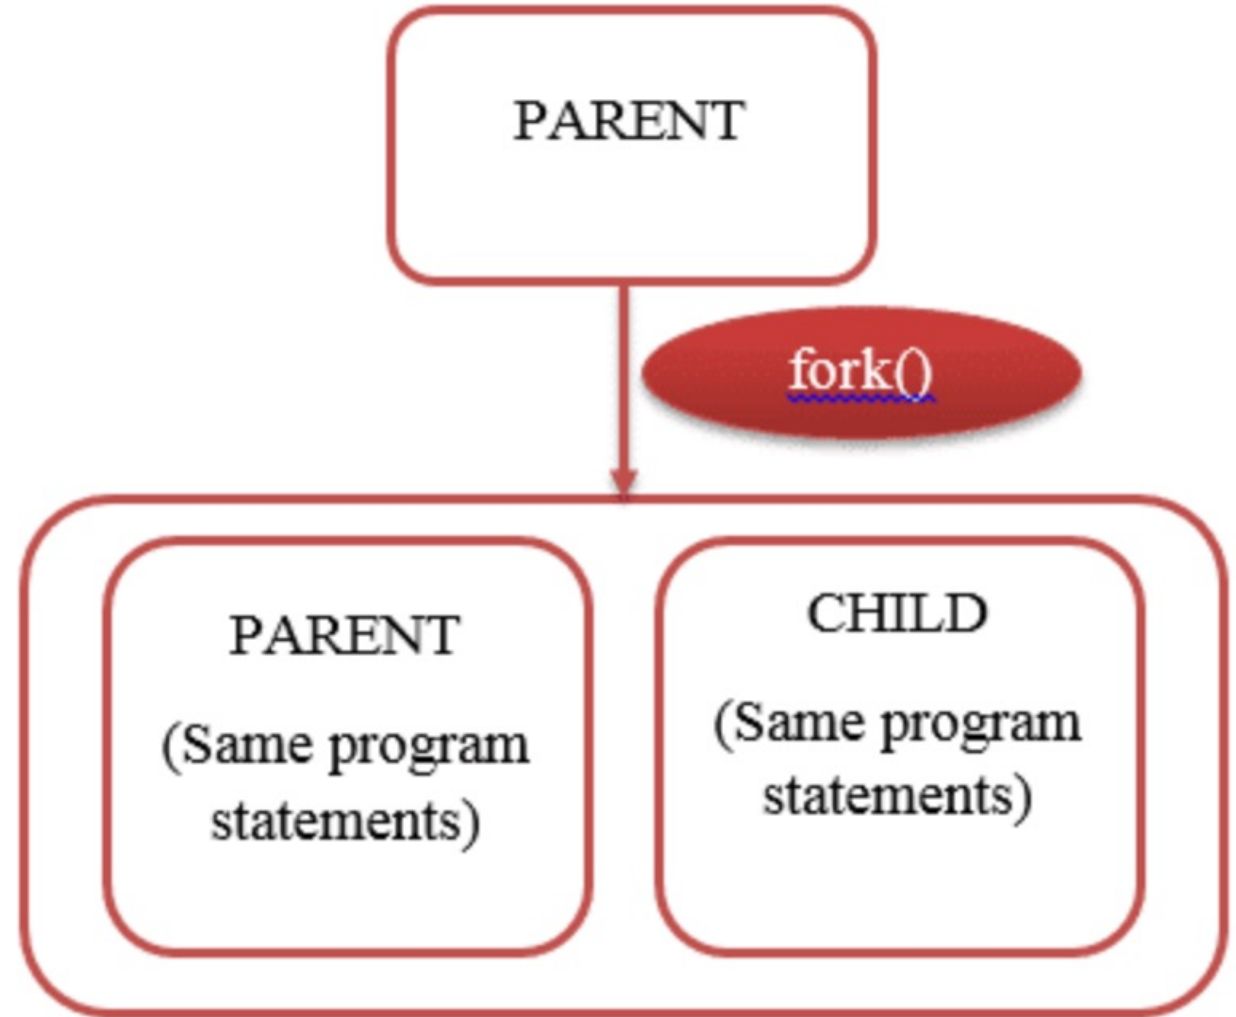 PARENT
fork()
PARENT
(Same program
statements)
CHILD
(Same program
statements)